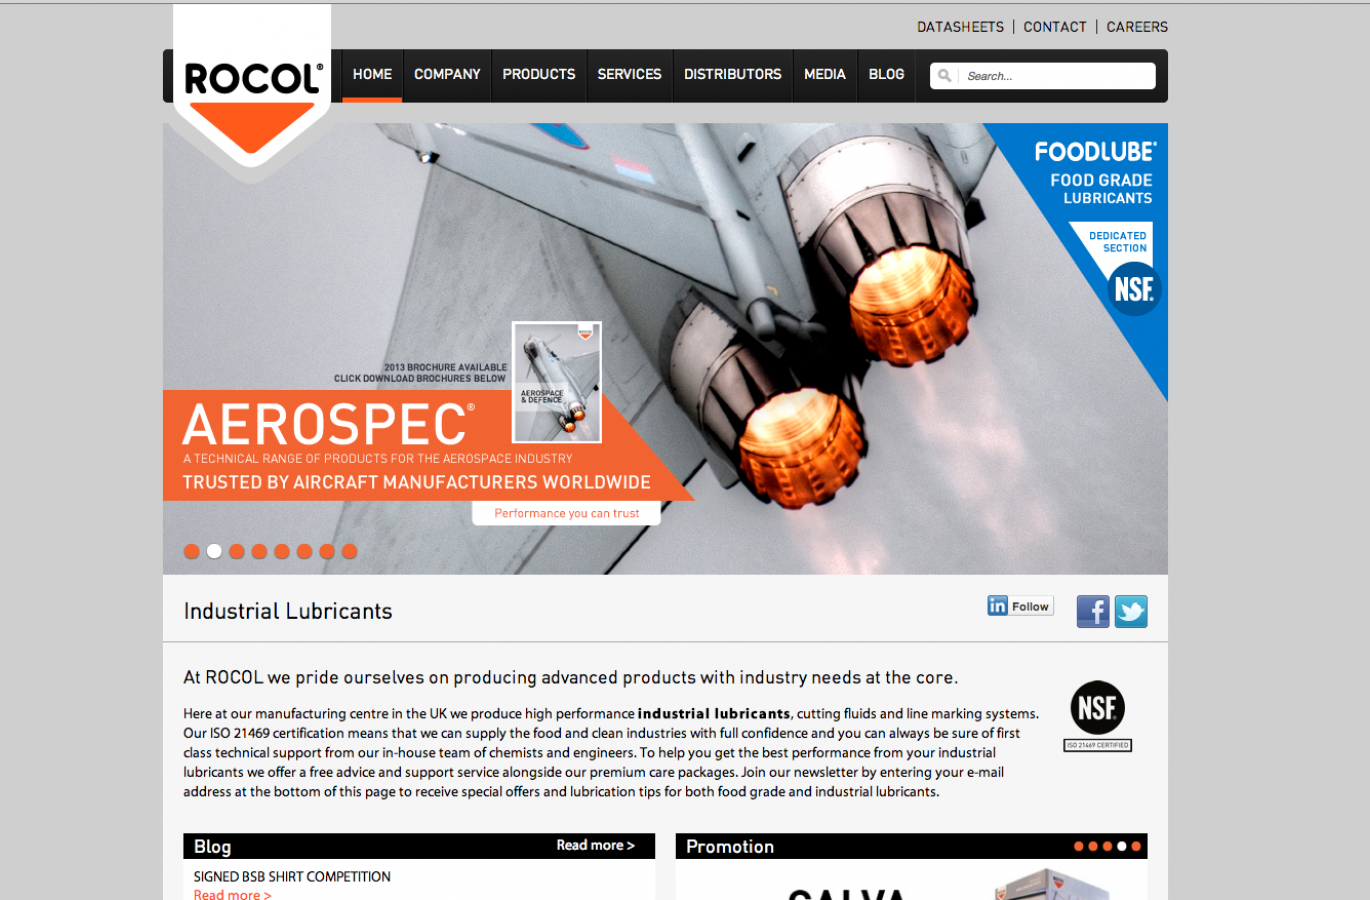 DATASHEETS | CONTACT | CAREERS
ROCOL®
HOME COMPANY PRODUCTS SERVICES DISTRIBUTORS MEDIA BLOG Search...
FOODLUBE®
FOOD GRADE
LUBRICANTS
DEDICATED
SECTION
NSF.
2013 BROCHURE AVAILABLE
CLICK DOWNLOAD BROCHURES BELOW
AEROSPACE
& DEFENCE
AEROSPEC®
A TECHNICAL RANGE OF PRODUCTS FOR THE AEROSPACE INDUSTRY
TRUSTED BY AIRCRAFT MANUFACTURERS WORLDWIDE
Performance you can trust
Industrial Lubricants
in Follow f
At ROCOL we pride ourselves on producing advanced products with industry needs at the core.
Here at our manufacturing centre in the UK we produce high performance industrial lubricants, cutting fluids and line marking systems.
Our ISO 21469 certification means that we can supply the food and clean industries with full confidence and you can always be sure of first
class technical support from our in-house team of chemists and engineers. To help you get the best performance from your industrial
lubricants we offer a free advice and support service alongside our premium care packages. Join our newsletter by entering your e-mail
address at the bottom of this page to receive special offers and lubrication tips for both food grade and industrial lubricants.
NSF.
ISO 21469 CERTIFIED
Blog Read more >
SIGNED BSB SHIRT COMPETITION
Read more >
Promotion
GALVA